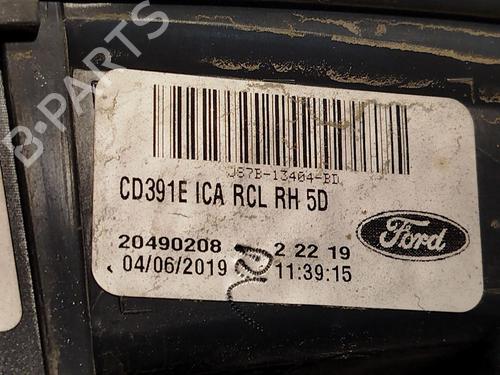 B-PARTS
J87B-13404-BD
CD391E ICA RCL RH 5D
20490208 2 22 19
04/06/2019 11:39:15
Ford